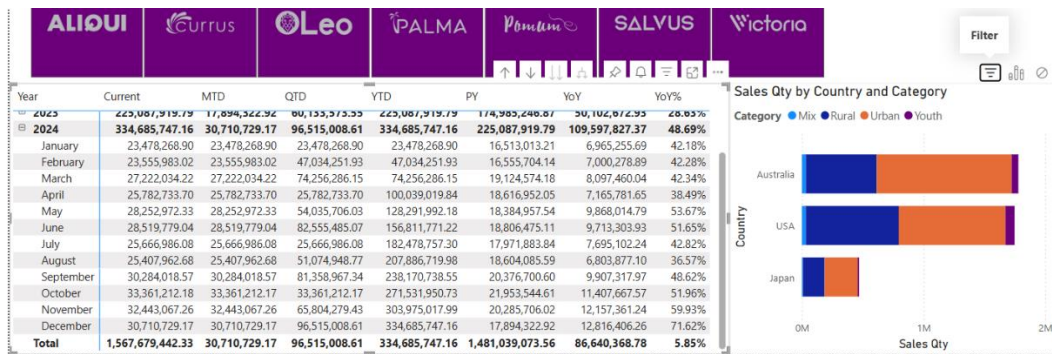 ALIQUI Currus Leo PALMA Pomum SALVUS Victoria
Filter
Year Current MTD QTD YTD PY YoY YoY%
2023 225,087,919.79 17,894,322.92 60,133,573.55 225,087,919.79 174,985,246.87 50,102,672.93 28.63%
2024 334,685,747.16 30,710,729.17 96,515,008.61 334,685,747.16 225,087,919.79 109,597,827.37 48.69%
January 23,478,268.90 23,478,268.90 23,478,268.90 23,478,268.90 16,513,013.21 6,965,255.69 42.18%
February 23,555,983.02 23,555,983.02 47,034,251.93 47,034,251.93 16,555,704.14 7,000,278.89 42.28%
March 27,222,034.22 27,222,034.22 74,256,286.15 74,256,286.15 19,124,574.18 8,097,460.04 42.34%
April 25,782,733.70 25,782,733.70 25,782,733.70 100,039,019.84 18,616,952.05 7,165,781.65 38.49%
May 28,252,972.33 28,252,972.33 54,035,706.03 128,291,992.18 18,384,957.54 9,868,014.79 53.67%
June 28,519,779.04 28,519,779.04 82,555,485.07 156,811,771.22 18,806,475.11 9,713,303.93 51.65%
July 25,666,986.08 25,666,986.08 25,666,986.08 182,478,757.30 17,971,883.84 7,695,102.24 42.82%
August 25,407,962.68 25,407,962.68 51,074,948.77 207,886,719.98 18,604,085.59 6,803,877.10 36.57%
September 30,284,018.57 30,284,018.57 81,358,967.34 238,170,738.55 20,376,700.60 9,907,317.97 48.62%
October 33,361,212.18 33,361,212.18 33,361,212.18 271,531,950.73 21,953,544.61 11,407,667.57 51.96%
November 32,443,067.26 32,443,067.26 65,804,279.43 303,975,017.99 20,285,706.02 12,157,361.24 59.93%
December 30,710,729.17 30,710,729.17 96,515,008.61 334,685,747.16 17,894,322.92 12,816,406.26 71.62%
Total 1,567,679,442.33 30,710,729.17 96,515,008.61 334,685,747.16 1,481,039,073.56 86,640,368.78 5.85%
Sales Qty by Country and Category
Category Mix Rural Urban Youth
Australia
USA
Japan
Country
0M 1M 2M
Sales Qty